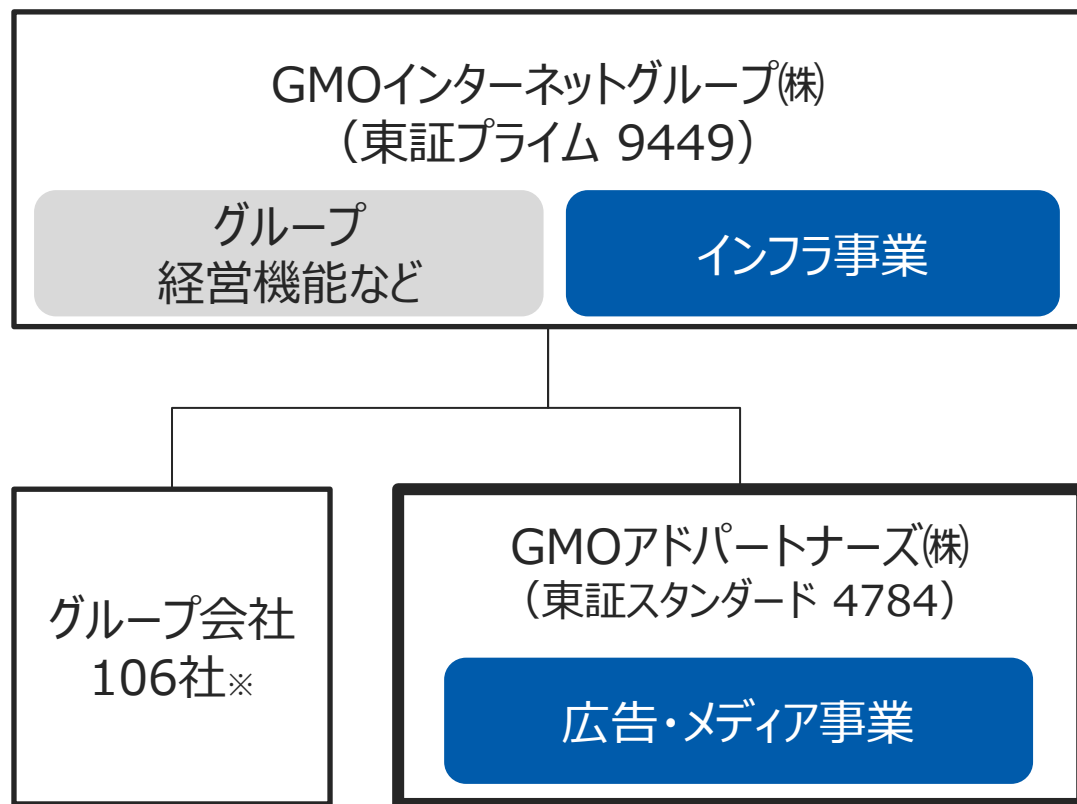 GMOインターネットグループ㈱
（東証プライム 9449）
グループ
経営機能など
インフラ事業
グループ会社
106社※
GMOアドパートナーズ㈱
（東証スタンダード 4784）
広告・メディア事業